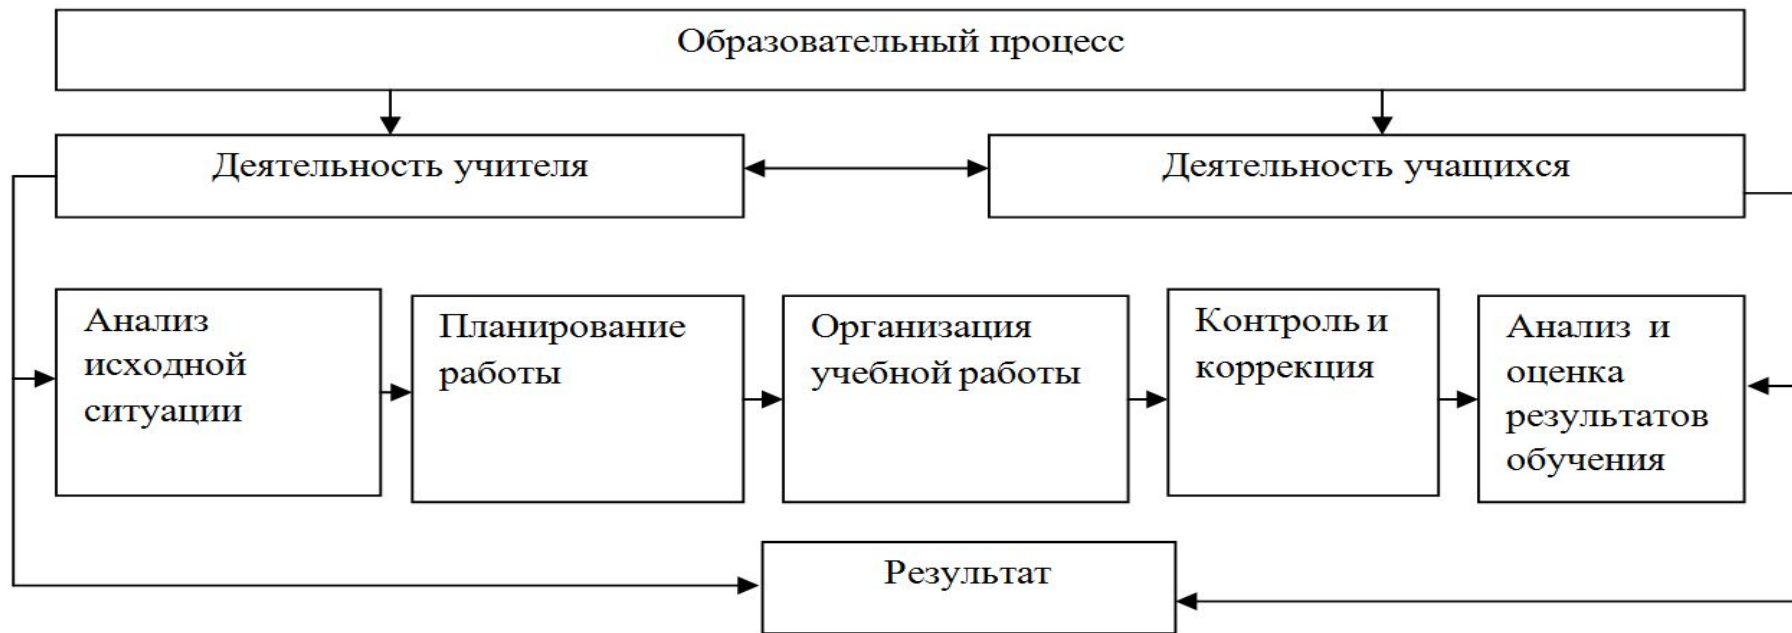 Образовательный процесс
Деятельность учителя
Деятельность учащихся
Анализ
исходной
ситуации
Планирование
работы
Организация
учебной работы
Контроль и
коррекция
Анализ и
оценка
результатов
обучения
Результат